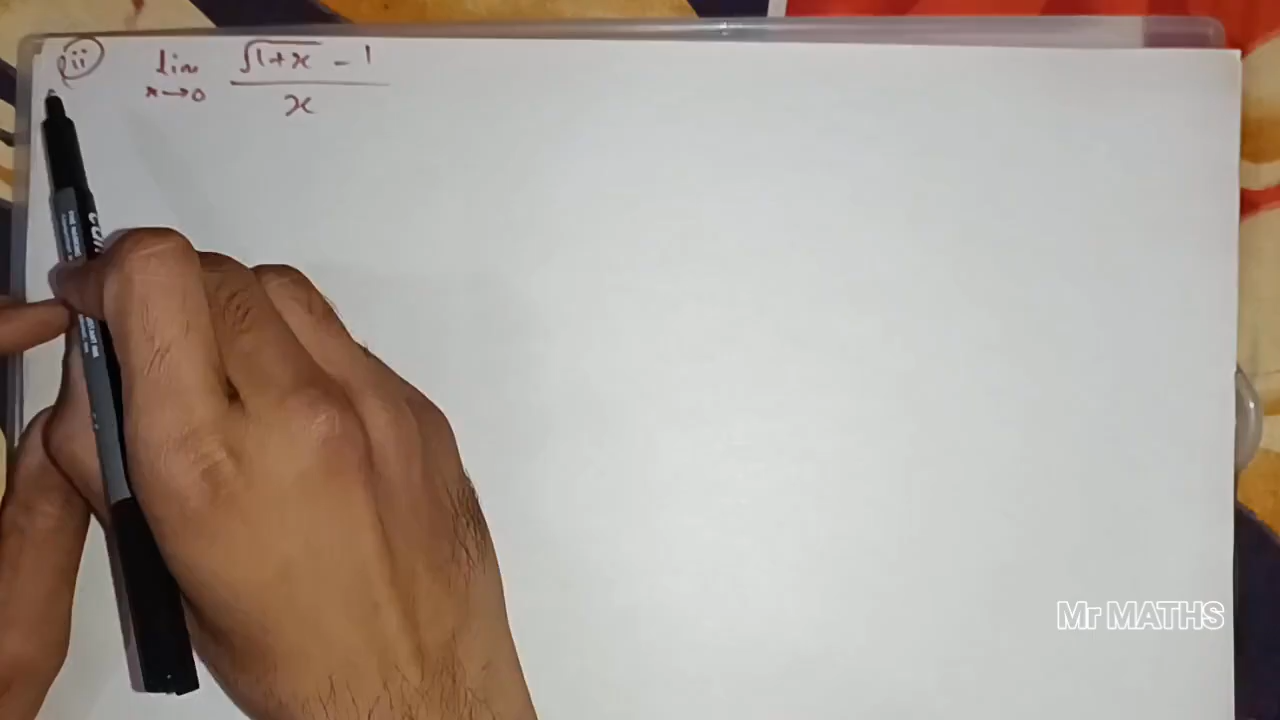 ii lim x→0 (√(1+x) - 1) / x
Mr MATHS